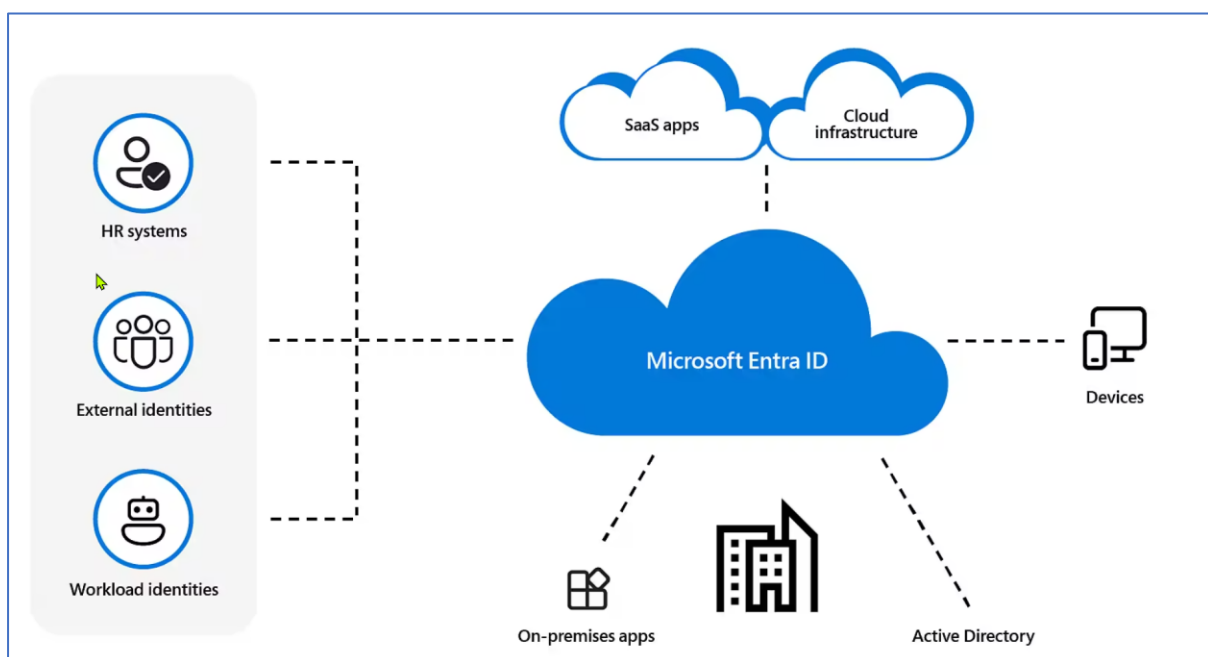 SaaS apps
Cloud
infrastructure
HR systems
External identities
Microsoft Entra ID
Devices
Workload identities
On-premises apps
Active Directory